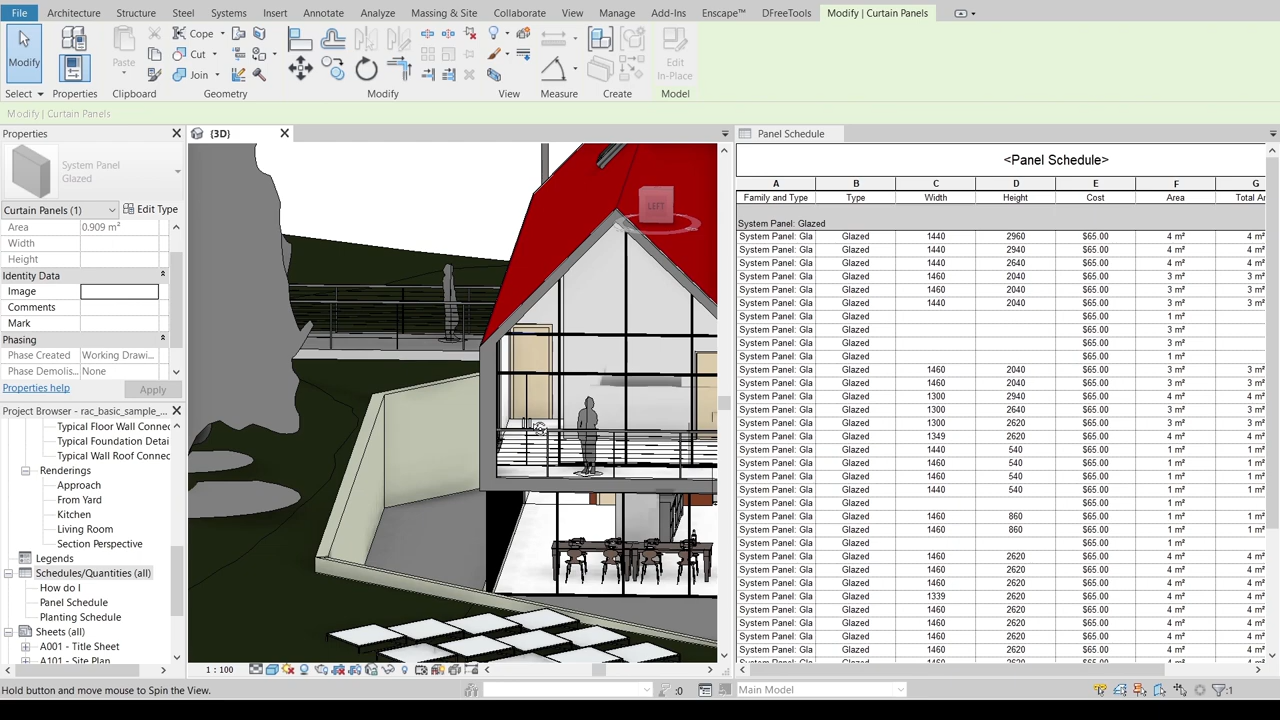 File Architecture Structure Steel Systems Insert Annotate Analyze Massing & Site Collaborate View Manage Add-Ins Enscape™ DFreeTools Modify | Curtain Panels
Modify Paste Cope Cut Join Edit In-Place
Select Properties Clipboard Geometry Modify View Measure Create Model
Modify | Curtain Panels
Properties
System Panel
Glazed
Curtain Panels (1) Edit Type
Area 0.909 m²
Width
Height
Identity Data
Image
Comments
Mark
Phasing
Phase Created Working Drawi...
Phase Demolis... None
Properties help Apply
Project Browser - rac_basic_sample_...
Typical Floor Wall Connec
Typical Foundation Detai
Typical Wall Roof Connec
Renderings
Approach
From Yard
Kitchen
Living Room
Section Perspective
Legends
Schedules/Quantities (all)
How do I
Panel Schedule
Planting Schedule
Sheets (all)
A001 - Title Sheet
A101 - Site Plan
{3D}
LEFT
1 : 100
Panel Schedule
<Panel Schedule>
A B C D E F G
Family and Type Type Width Height Cost Area Total Ar
System Panel: Glazed
System Panel: Gla Glazed 1440 2960 $65.00 4 m² 4 m²
System Panel: Gla Glazed 1440 2940 $65.00 4 m² 4 m²
System Panel: Gla Glazed 1440 2640 $65.00 4 m² 4 m²
System Panel: Gla Glazed 1460 2040 $65.00 3 m² 3 m²
System Panel: Gla Glazed 1460 2040 $65.00 3 m² 3 m²
System Panel: Gla Glazed 1440 2040 $65.00 3 m² 3 m²
System Panel: Gla Glazed $65.00 1 m²
System Panel: Gla Glazed $65.00 3 m²
System Panel: Gla Glazed $65.00 3 m²
System Panel: Gla Glazed $65.00 1 m²
System Panel: Gla Glazed 1460 2040 $65.00 3 m² 3 m²
System Panel: Gla Glazed 1460 2040 $65.00 3 m² 3 m²
System Panel: Gla Glazed 1300 2940 $65.00 4 m² 4 m²
System Panel: Gla Glazed 1300 2640 $65.00 3 m² 3 m²
System Panel: Gla Glazed 1300 2620 $65.00 3 m² 3 m²
System Panel: Gla Glazed 1349 2620 $65.00 4 m² 4 m²
System Panel: Gla Glazed 1440 540 $65.00 1 m² 1 m²
System Panel: Gla Glazed 1460 540 $65.00 1 m² 1 m²
System Panel: Gla Glazed 1460 540 $65.00 1 m² 1 m²
System Panel: Gla Glazed 1440 540 $65.00 1 m² 1 m²
System Panel: Gla Glazed $65.00 1 m²
System Panel: Gla Glazed 1460 860 $65.00 1 m² 1 m²
System Panel: Gla Glazed 1460 860 $65.00 1 m² 1 m²
System Panel: Gla Glazed $65.00 1 m²
System Panel: Gla Glazed 1460 2620 $65.00 4 m² 4 m²
System Panel: Gla Glazed 1460 2620 $65.00 4 m² 4 m²
System Panel: Gla Glazed 1460 2620 $65.00 4 m² 4 m²
System Panel: Gla Glazed 1339 2620 $65.00 4 m² 4 m²
System Panel: Gla Glazed 1460 2620 $65.00 4 m² 4 m²
System Panel: Gla Glazed 1460 2620 $65.00 4 m² 4 m²
System Panel: Gla Glazed 1460 2620 $65.00 4 m² 4 m²
System Panel: Gla Glazed 1460 2620 $65.00 4 m² 4 m²
Hold button and move mouse to Spin the View. :0 Main Model :1